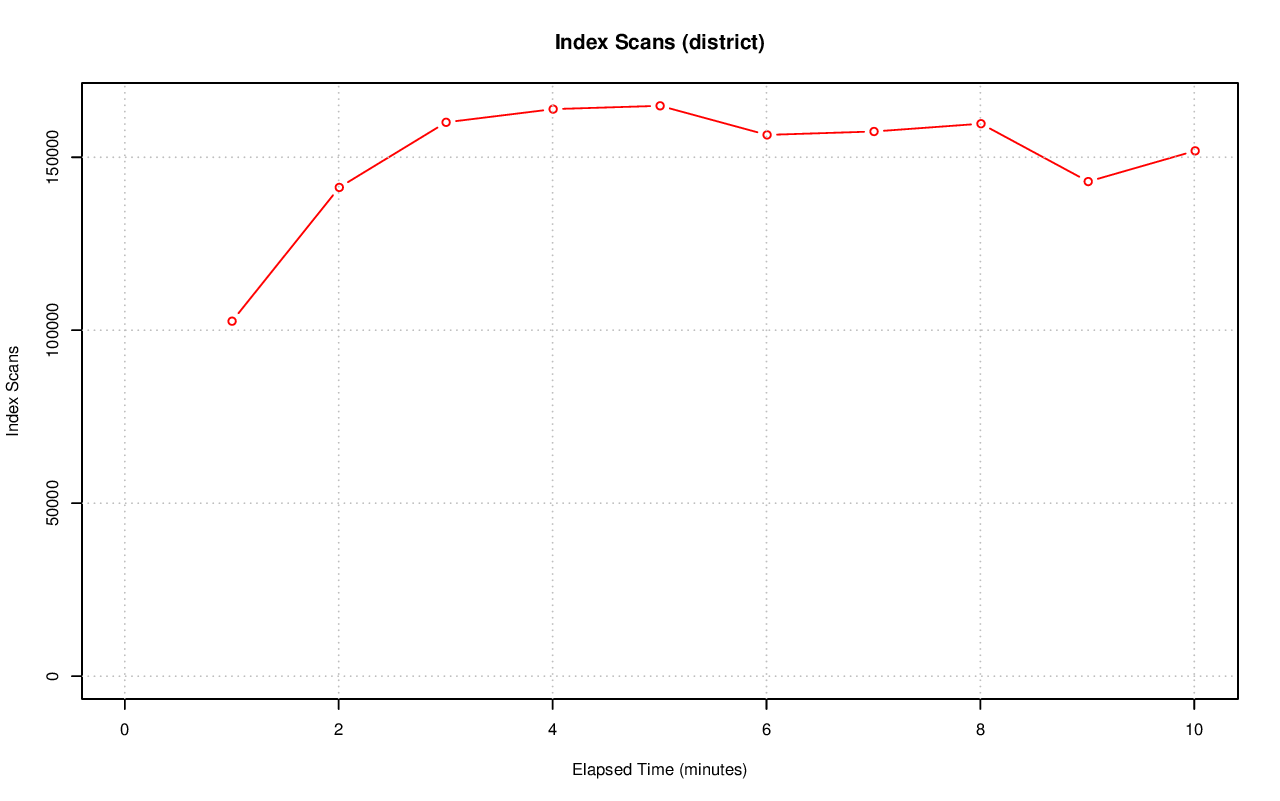 Index Scans (district)
Index Scans
150000
100000
50000
0
0 2 4 6 8 10
Elapsed Time (minutes)